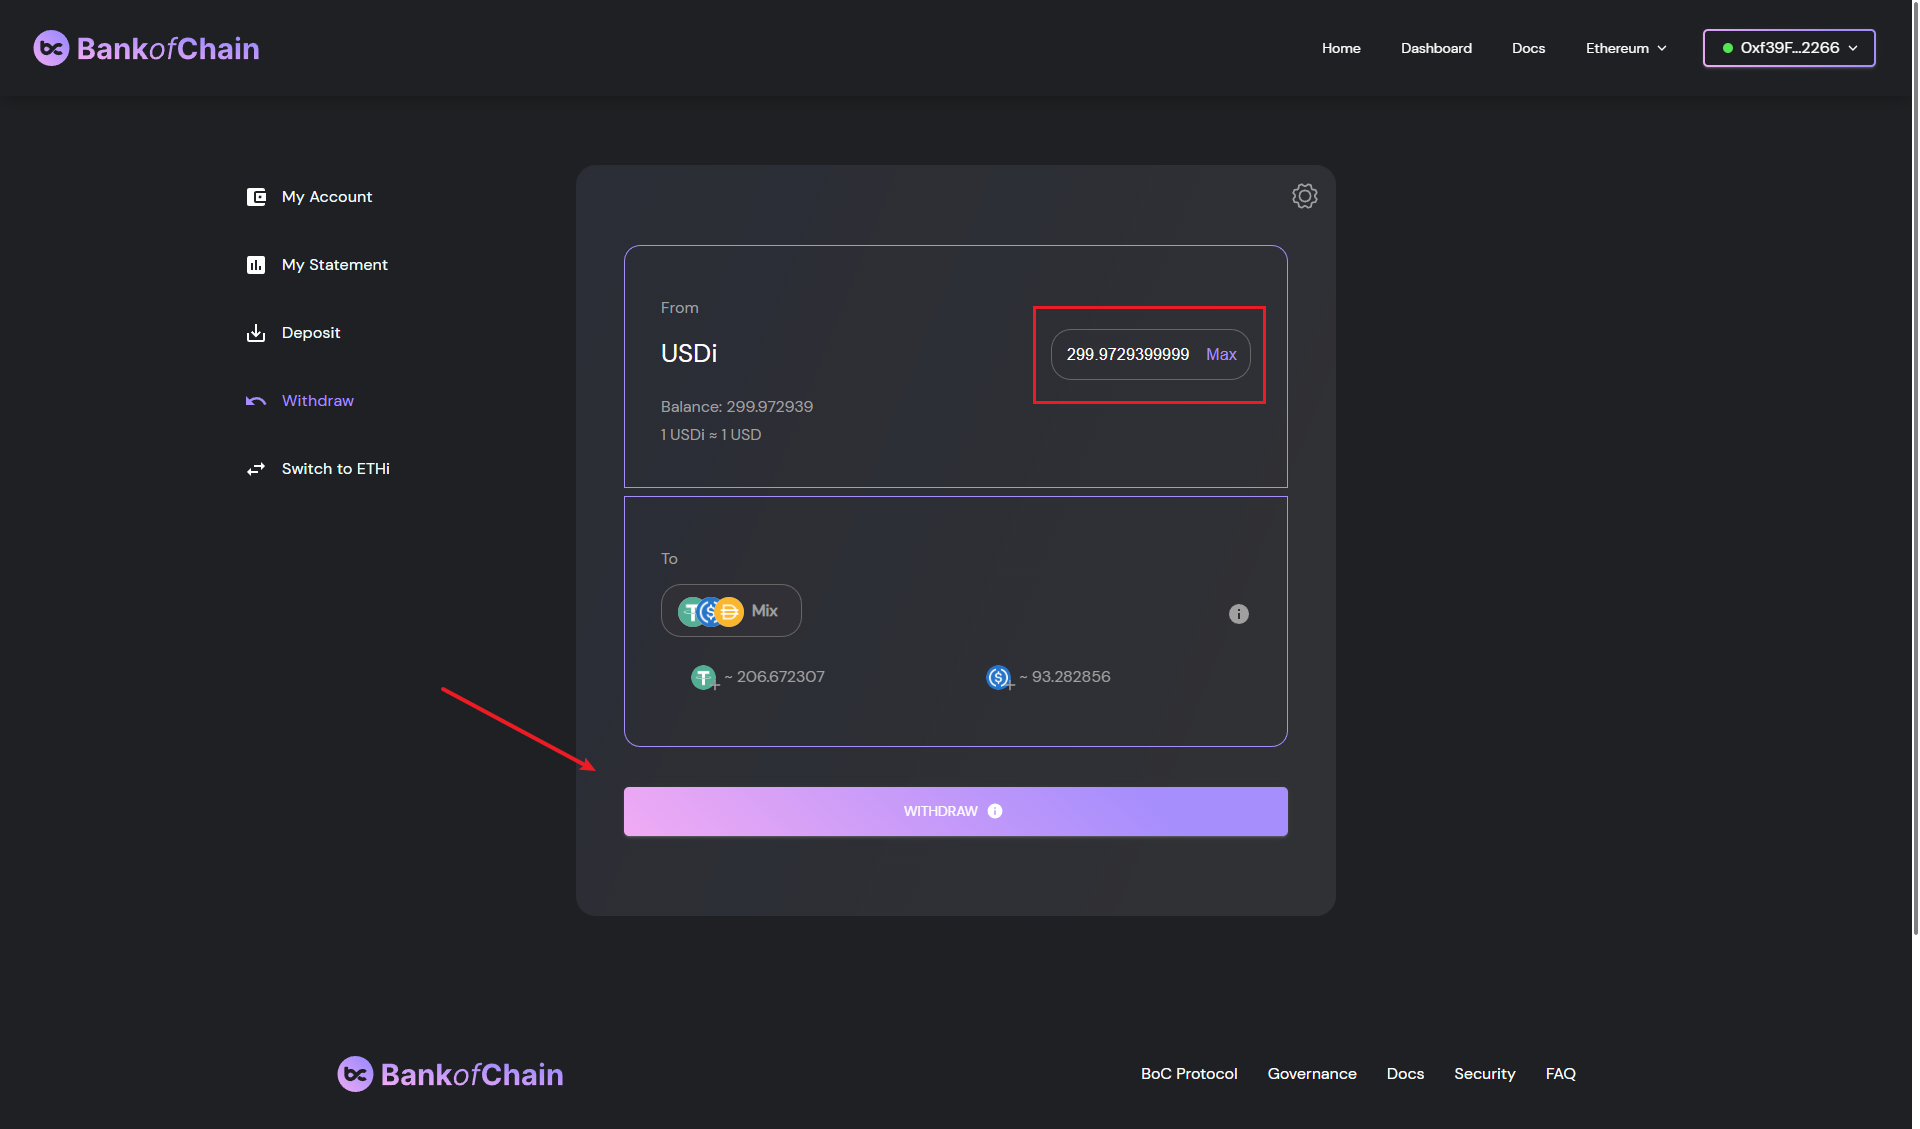 BankofChain
Home Dashboard Docs Ethereum 0xf39F...2266
My Account
My Statement
Deposit
Withdraw
Switch to ETHi
From
USDi
299.9729399999 Max
Balance: 299.972939
1 USDi ≈ 1 USD
To
Mix
~ 206.672307 ~ 93.282856
WITHDRAW
BankofChain
BoC Protocol Governance Docs Security FAQ